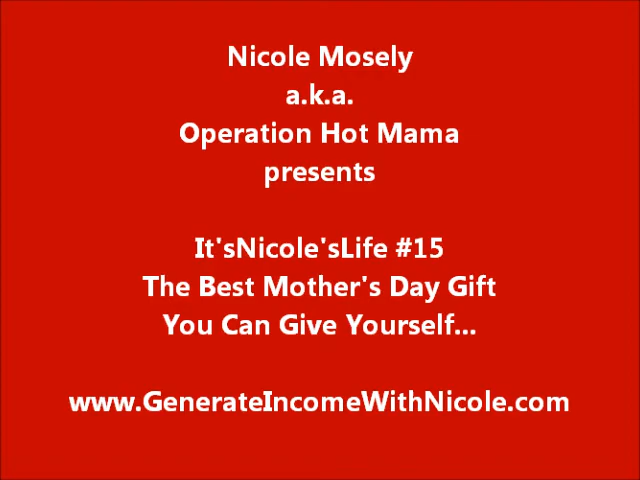 Nicole Mosely
a.k.a.
Operation Hot Mama
presents
It'sNicole'sLife #15
The Best Mother's Day Gift
You Can Give Yourself...
www.GenerateIncomeWithNicole.com